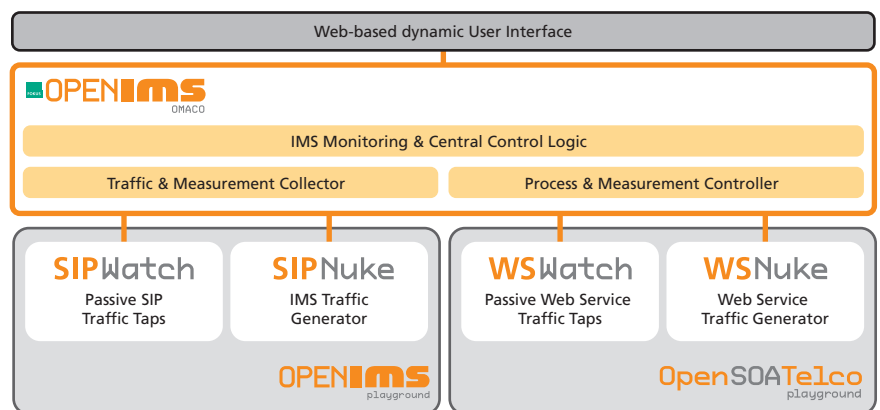 Web-based dynamic User Interface
FOKUS OPENIMS
OMACO
IMS Monitoring & Central Control Logic
Traffic & Measurement Collector
Process & Measurement Controller
SIPWatch
Passive SIP
Traffic Taps
SIPNuke
IMS Traffic
Generator
WSWatch
Passive Web Service
Traffic Taps
WSNuke
Web Service
Traffic Generator
OPENIMS
playground
OpenSOATelco
playground